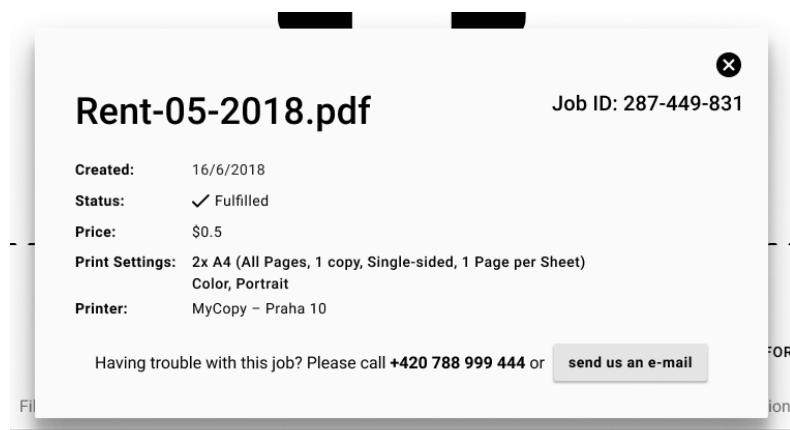 Rent-05-2018.pdf
Job ID: 287-449-831
Created: 16/6/2018
Status: Fulfilled
Price: $0.5
Print Settings: 2x A4 (All Pages, 1 copy, Single-sided, 1 Page per Sheet)
Color, Portrait
Printer: MyCopy – Praha 10
Having trouble with this job? Please call +420 788 999 444 or send us an e-mail